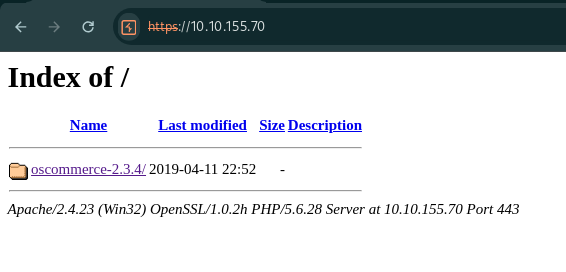 https://10.10.155.70
Index of /
Name Last modified Size Description
oscommerce-2.3.4/ 2019-04-11 22:52 -
Apache/2.4.23 (Win32) OpenSSL/1.0.2h PHP/5.6.28 Server at 10.10.155.70 Port 443